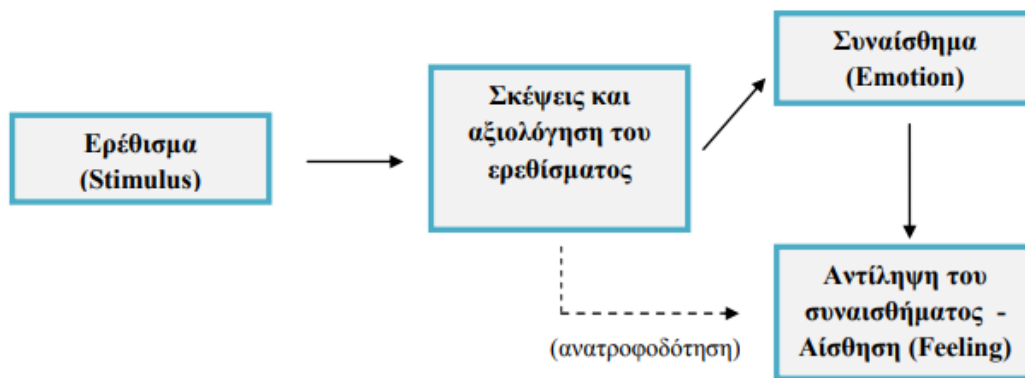 Ερέθισμα
(Stimulus)
Σκέψεις και
αξιολόγηση του
ερεθίσματος
Συναίσθημα
(Emotion)
Αντίληψη του
συναισθήματος -
Αίσθηση (Feeling)
(ανατροφοδότηση)